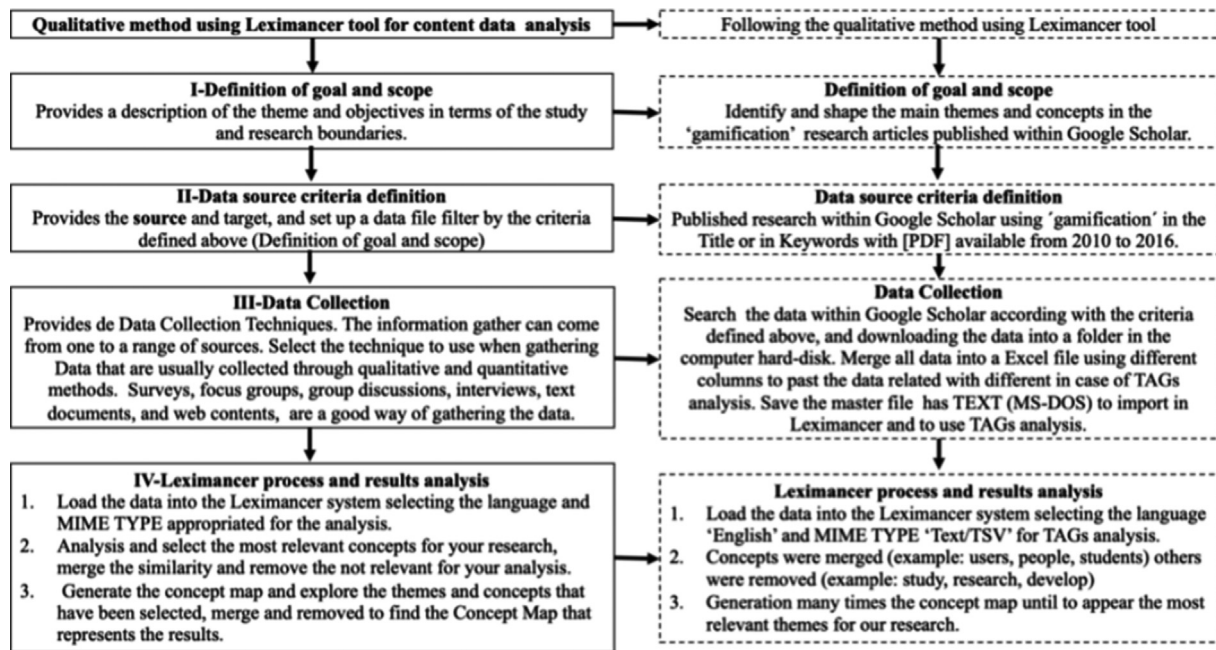 Qualitative method using Leximancer tool for content data analysis
I-Definition of goal and scope
Provides a description of the theme and objectives in terms of the study
and research boundaries.
II-Data source criteria definition
Provides the source and target, and set up a data file filter by the criteria
defined above (Definition of goal and scope)
III-Data Collection
Provides de Data Collection Techniques. The information gather can come
from one to a range of sources. Select the technique to use when gathering
Data that are usually collected through qualitative and quantitative
methods. Surveys, focus groups, group discussions, interviews, text
documents, and web contents, are a good way of gathering the data.
IV-Leximancer process and results analysis
1. Load the data into the Leximancer system selecting the language and
MIME TYPE appropriated for the analysis.
2. Analysis and select the most relevant concepts for your research,
merge the similarity and remove the not relevant for your analysis.
3. Generate the concept map and explore the themes and concepts that
have been selected, merge and removed to find the Concept Map that
represents the results.
Following the qualitative method using Leximancer tool
Definition of goal and scope
Identify and shape the main themes and concepts in the
‘gamification’ research articles published within Google Scholar.
Data source criteria definition
Published research within Google Scholar using ´gamification´ in the
Title or in Keywords with [PDF] available from 2010 to 2016.
Data Collection
Search the data within Google Scholar according with the criteria
defined above, and downloading the data into a folder in the
computer hard-disk. Merge all data into a Excel file using different
columns to past the data related with different in case of TAGs
analysis. Save the master file has TEXT (MS-DOS) to import in
Leximancer and to use TAGs analysis.
Leximancer process and results analysis
1. Load the data into the Leximancer system selecting the language
‘English’ and MIME TYPE ‘Text/TSV’ for TAGs analysis.
2. Concepts were merged (example: users, people, students) others
were removed (example: study, research, develop)
3. Generation many times the concept map until to appear the most
relevant themes for our research.